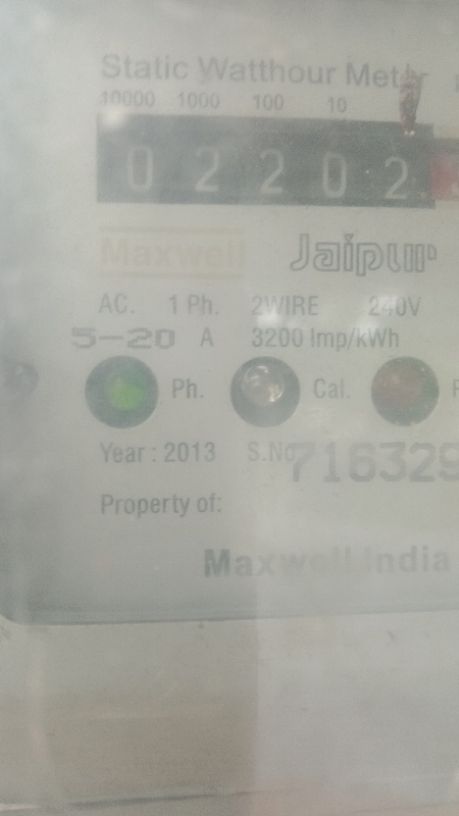 Static Watthour Meter
10000 1000 100 10
0 2 2 0 2
Maxwell Jaipur
AC. 1 Ph. 2WIRE 240V
5-20 A 3200 Imp/kWh
Ph. Cal.
Year : 2013 S.No 716329
Property of:
Maxwell India